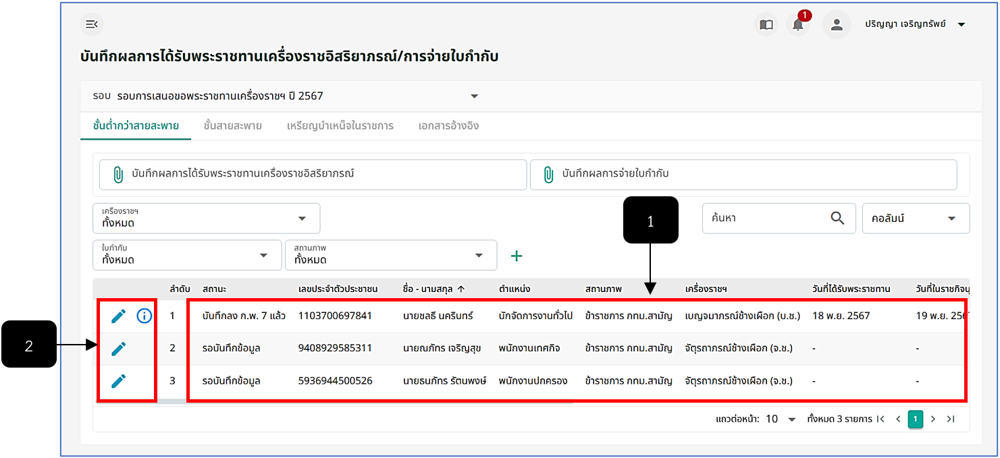 1
ปริญญา เจริญทรัพย์
บันทึกผลการได้รับพระราชทานเครื่องราชอิสริยาภรณ์/การจ่ายใบกำกับ
รอบ รอบการเสนอขอพระราชทานเครื่องราชฯ ปี 2567
ชั้นต่ำกว่าสายสะพาย ชั้นสายสะพาย เหรียญบำเหน็จในราชการ เอกสารอ้างอิง
บันทึกผลการได้รับพระราชทานเครื่องราชอิสริยาภรณ์ บันทึกผลการจ่ายใบกำกับ
เครื่องราชฯ
ทั้งหมด
1
ค้นหา
คอลัมน์
ใบกำกับ
ทั้งหมด
สถานภาพ
ทั้งหมด
ลำดับ สถานะ เลขประจำตัวประชาชน ชื่อ - นามสกุล ตำแหน่ง สถานภาพ เครื่องราชฯ วันที่ได้รับพระราชทาน วันที่ในราชกิจจานุ
1 บันทึกลง ก.พ. 7 แล้ว 1103700697841 นายชลธี นครินทร์ นักจัดการงานทั่วไป ข้าราชการ กทม.สามัญ เบญจมาภรณ์ช้างเผือก (บ.ช.) 18 พ.ย. 2567 19 พ.ย. 256
2
2 รอบันทึกข้อมูล 9408929585311 นายณภัทร เจริญสุข พนักงานเทศกิจ ข้าราชการ กทม.สามัญ จัตุรถาภรณ์ช้างเผือก (จ.ช.) - -
3 รอบันทึกข้อมูล 5936944500526 นายธนภัทร รัตนพงษ์ พนักงานปกครอง ข้าราชการ กทม.สามัญ จัตุรถาภรณ์ช้างเผือก (จ.ช.) - -
แถวต่อหน้า: 10 ทั้งหมด 3 รายการ 1